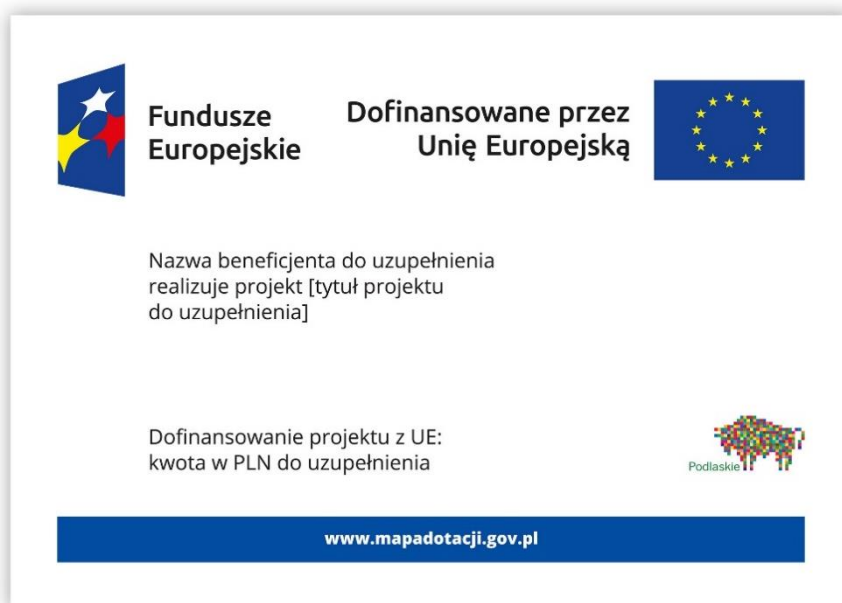 Fundusze
Europejskie
Dofinansowane przez
Unię Europejską
Nazwa beneficjenta do uzupełnienia
realizuje projekt [tytuł projektu
do uzupełnienia]
Dofinansowanie projektu z UE:
kwota w PLN do uzupełnienia
Podlaskie
www.mapadotacji.gov.pl